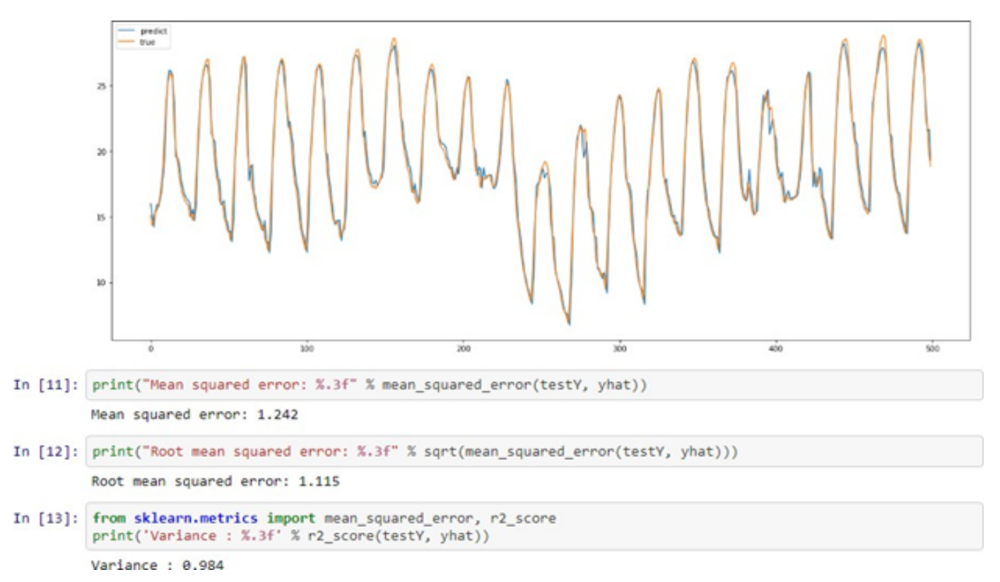 predict
true
25
20
15
10
0 100 200 300 400 500
In [11]: print("Mean squared error: %.3f" % mean_squared_error(testY, yhat))
Mean squared error: 1.242
In [12]: print("Root mean squared error: %.3f" % sqrt(mean_squared_error(testY, yhat)))
Root mean squared error: 1.115
In [13]: from sklearn.metrics import mean_squared_error, r2_score
print('Variance : %.3f' % r2_score(testY, yhat))
Variance : 0.984